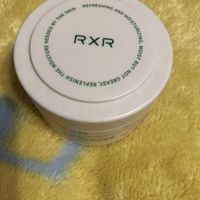 REFRESHING AND MOISTURIZING, MOIST BUT NOT GREASY, REPLENISH THE MOISTURE NEEDED BY THE SKIN
RXR